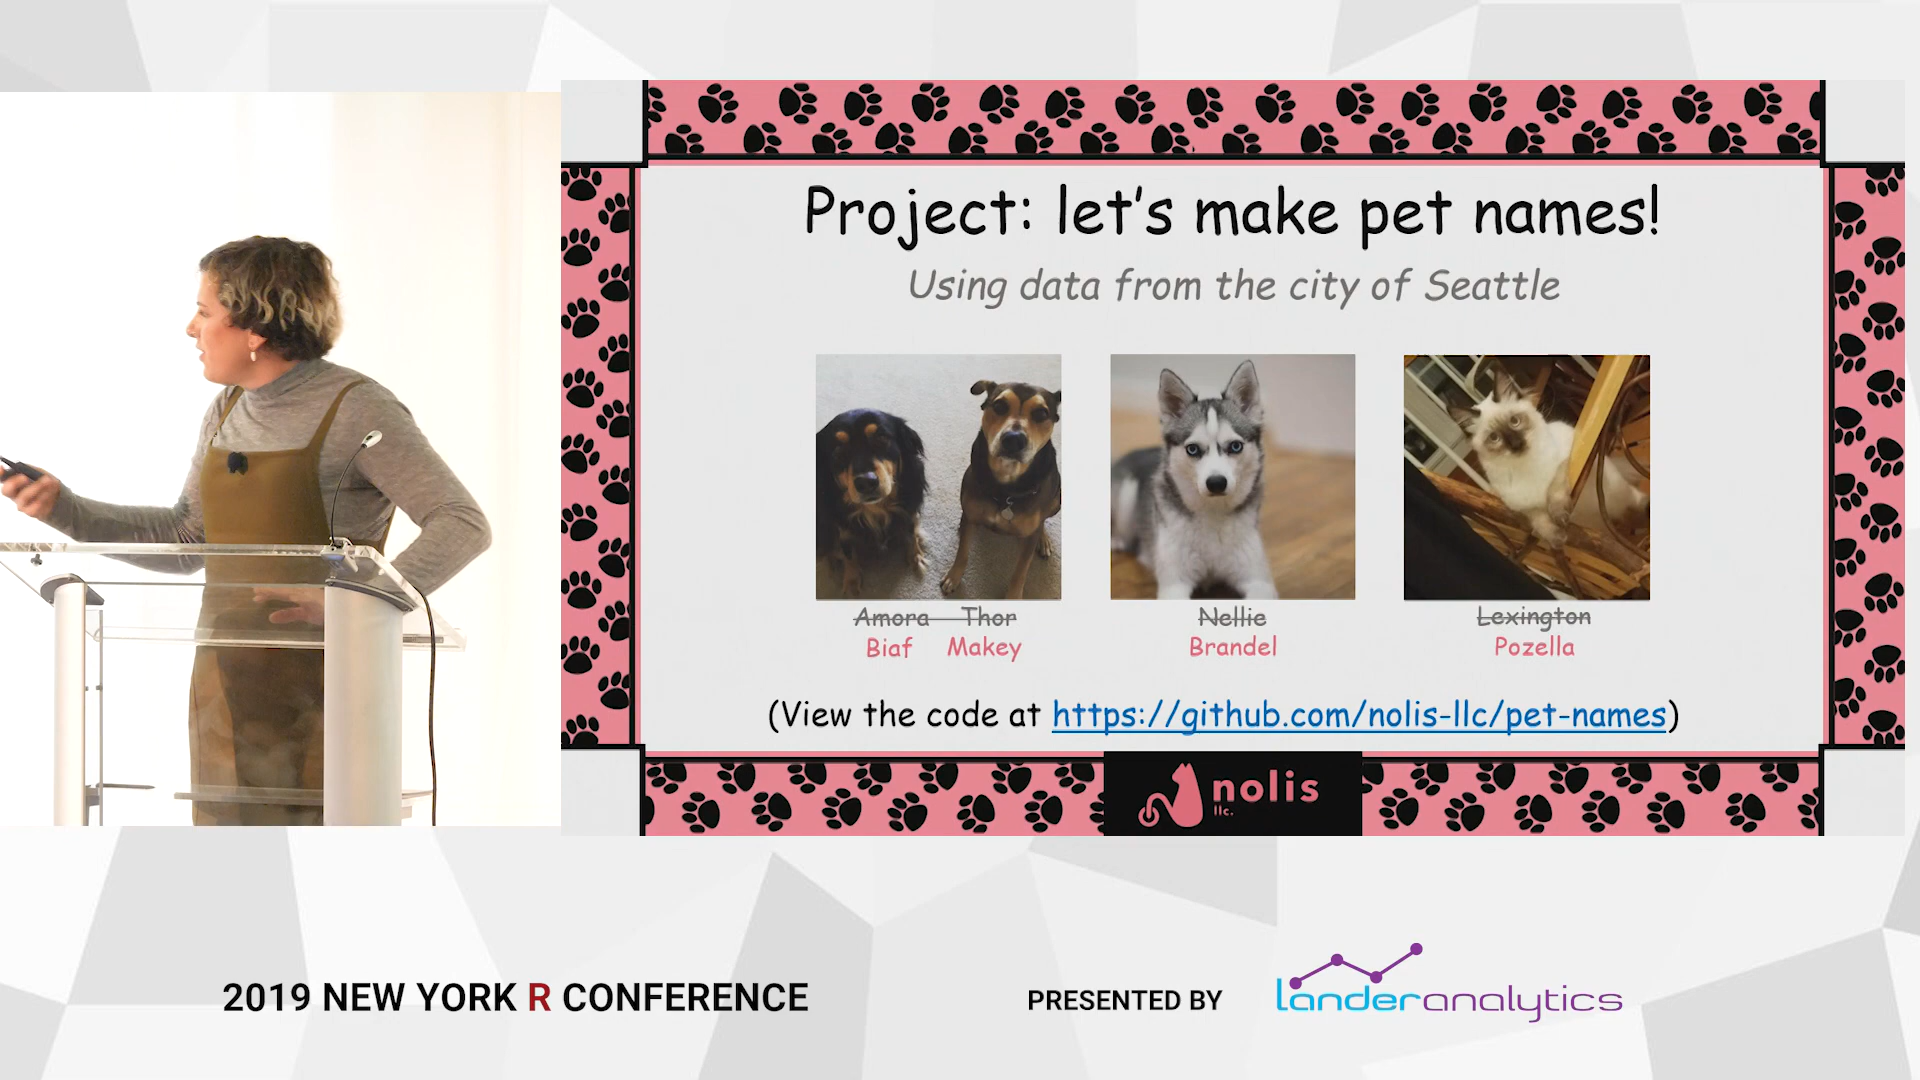 Project: let's make pet names!
Using data from the city of Seattle
Amora Thor
Biaf Makey
Nellie
Brandel
Lexington
Pozella
(View the code at https://github.com/nolis-llc/pet-names)
nolis
llc.
2019 NEW YORK R CONFERENCE
PRESENTED BY
landeranalytics